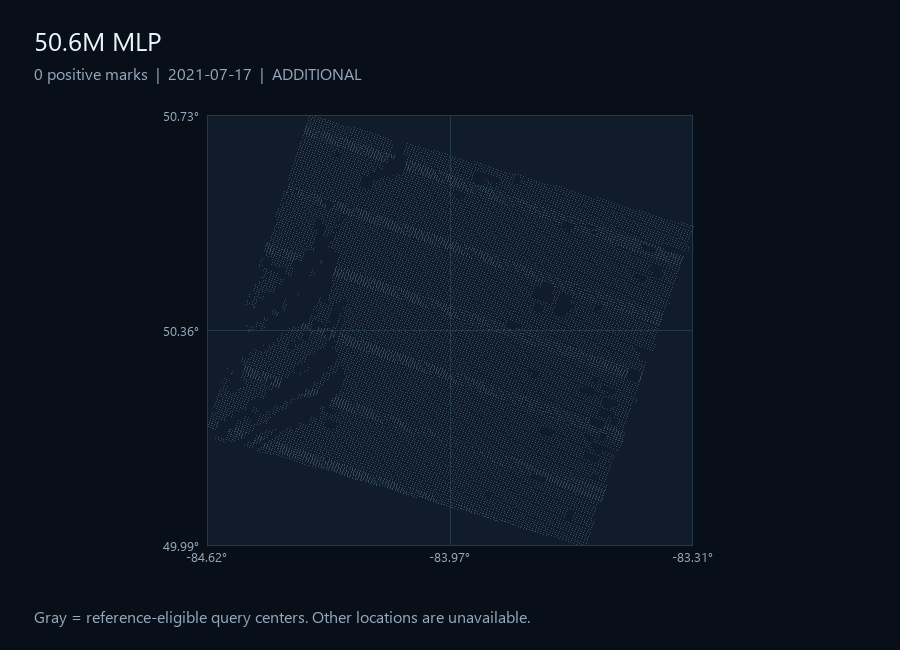 50.6M MLP
0 positive marks | 2021-07-17 | ADDITIONAL
50.73°
50.36°
49.99°
-84.62°
-83.97°
-83.31°
Gray = reference-eligible query centers. Other locations are unavailable.